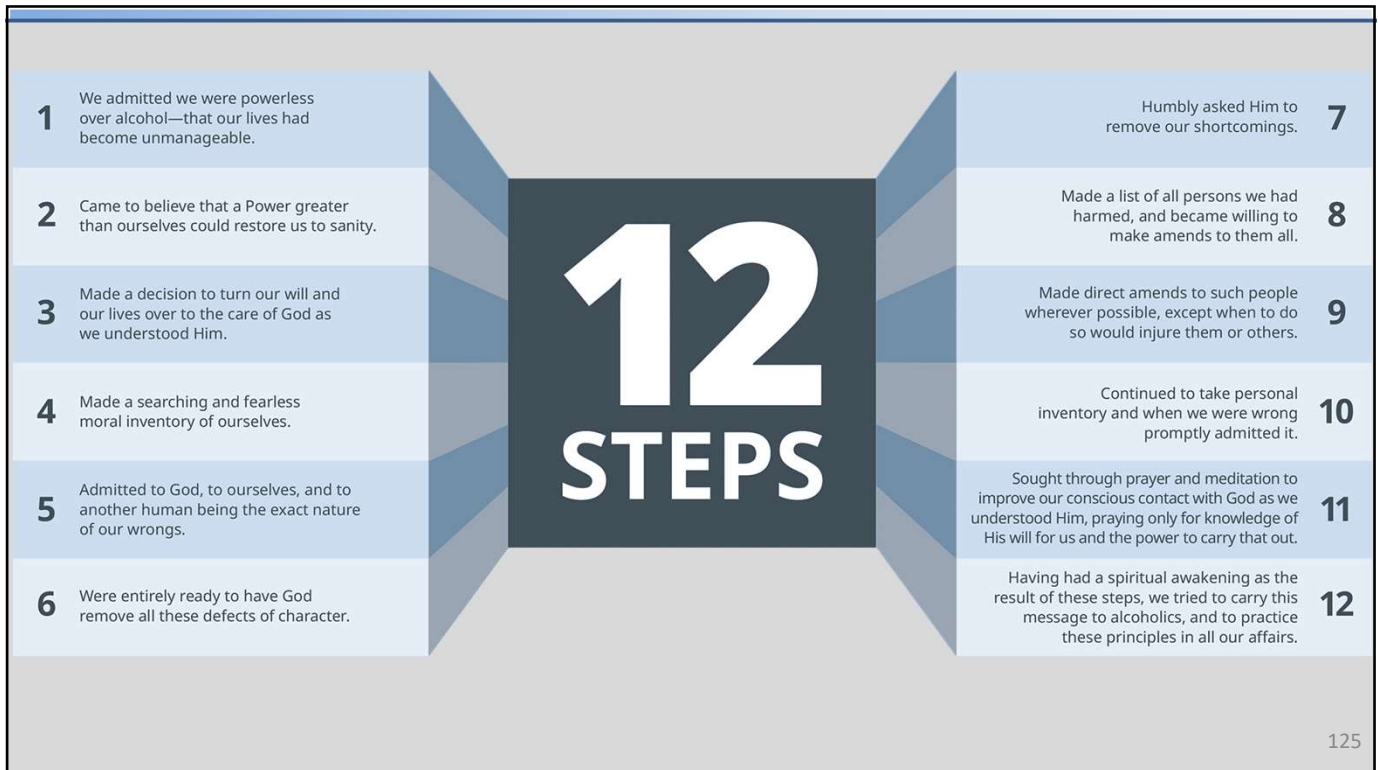 1
We admitted we were powerless
over alcohol—that our lives had
become unmanageable.
2
Came to believe that a Power greater
than ourselves could restore us to sanity.
3
Made a decision to turn our will and
our lives over to the care of God as
we understood Him.
4
Made a searching and fearless
moral inventory of ourselves.
5
Admitted to God, to ourselves, and to
another human being the exact nature
of our wrongs.
6
Were entirely ready to have God
remove all these defects of character.
12
STEPS
Humbly asked Him to
remove our shortcomings.
7
Made a list of all persons we had
harmed, and became willing to
make amends to them all.
8
Made direct amends to such people
wherever possible, except when to do
so would injure them or others.
9
Continued to take personal
inventory and when we were wrong
promptly admitted it.
10
Sought through prayer and meditation to
improve our conscious contact with God as we
understood Him, praying only for knowledge of
His will for us and the power to carry that out.
11
Having had a spiritual awakening as the
result of these steps, we tried to carry this
message to alcoholics, and to practice
these principles in all our affairs.
12
125